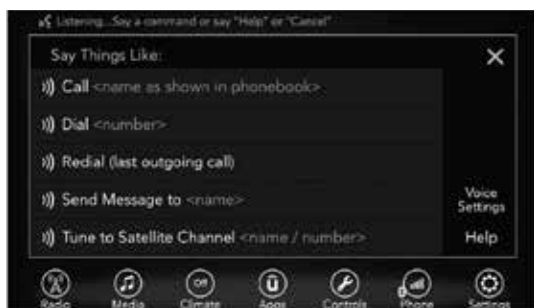 Listening...Say a command or say "Help" or "Cancel"
Say Things Like:
Call <name as shown in phonebook>
Dial <number>
Redial (last outgoing call)
Send Message to <name>
Tune to Satellite Channel <name / number>
Voice
Settings
Help
Off
Radio
Media
Climate
Apps
Controls
Phone
Settings